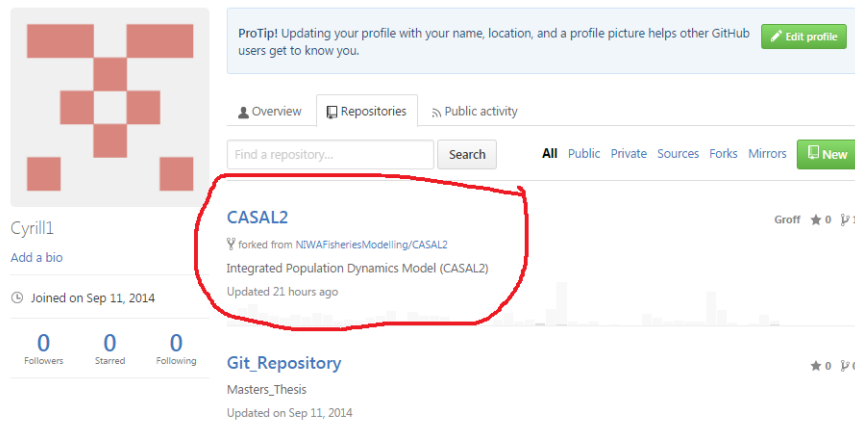 ProTip! Updating your profile with your name, location, and a profile picture helps other GitHub
users get to know you.
Edit profile
Overview Repositories Public activity
Find a repository... Search All Public Private Sources Forks Mirrors New
CASAL2
Groff 0 1
forked from NIWAFisheriesModelling/CASAL2
Integrated Population Dynamics Model (CASAL2)
Updated 21 hours ago
Cyrill1
Add a bio
Joined on Sep 11, 2014
0 0 0
Followers Starred Following
Git_Repository
0
Masters_Thesis
Updated on Sep 11, 2014